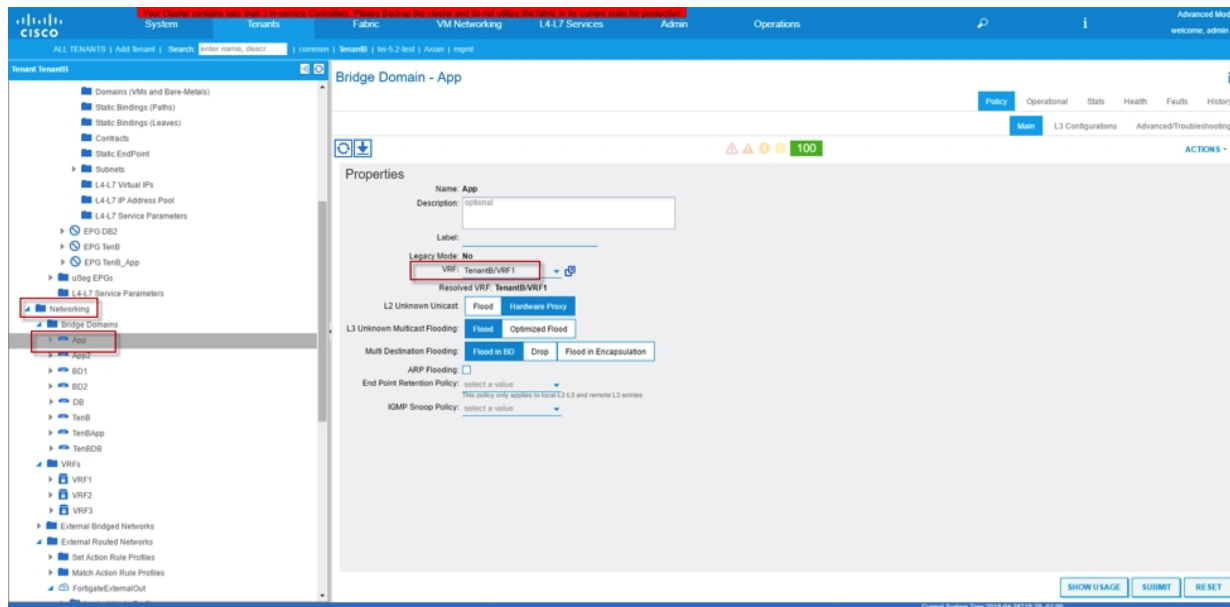 Your Cluster contains less than 3 in-service Controllers. Please Backup the cluster and do not utilize the fabric in its current state for production.
CISCO
System
Tenants
Fabric
VM Networking
L4-L7 Services
Admin
Operations
i
Advanced Mod
welcome, admin
ALL TENANTS | Add Tenant | Search: enter name, descr | common | TenantB | lei-5.2-test | Axian | mgmt
Tenant TenantB
Domains (VMs and Bare-Metals)
Static Bindings (Paths)
Static Bindings (Leaves)
Contracts
Static EndPoint
Subnets
L4-L7 Virtual IPs
L4-L7 IP Address Pool
L4-L7 Service Parameters
EPG DB2
EPG TenB
EPG TenB_App
uSeg EPGs
L4-L7 Service Parameters
Networking
Bridge Domains
App
App2
BD1
BD2
DB
TenB
TenBApp
TenBDB
VRFs
VRF1
VRF2
VRF3
External Bridged Networks
External Routed Networks
Set Action Rule Profiles
Match Action Rule Profiles
FortigateExternalOut
Bridge Domain - App
i
Policy
Operational
Stats
Health
Faults
History
Main
L3 Configurations
Advanced/Troubleshooting
100
ACTIONS
Properties
Name: App
Description: optional
Label:
Legacy Mode: No
VRF: TenantB/VRF1
Resolved VRF: TenantB/VRF1
L2 Unknown Unicast: Flood Hardware Proxy
L3 Unknown Multicast Flooding: Flood Optimized Flood
Multi Destination Flooding: Flood in BD Drop Flood in Encapsulation
ARP Flooding:
End Point Retention Policy: select a value
This policy only applies to local L2 L3 and remote L3 entries
IGMP Snoop Policy: select a value
SHOW USAGE
SUBMIT
RESET
Current System Time